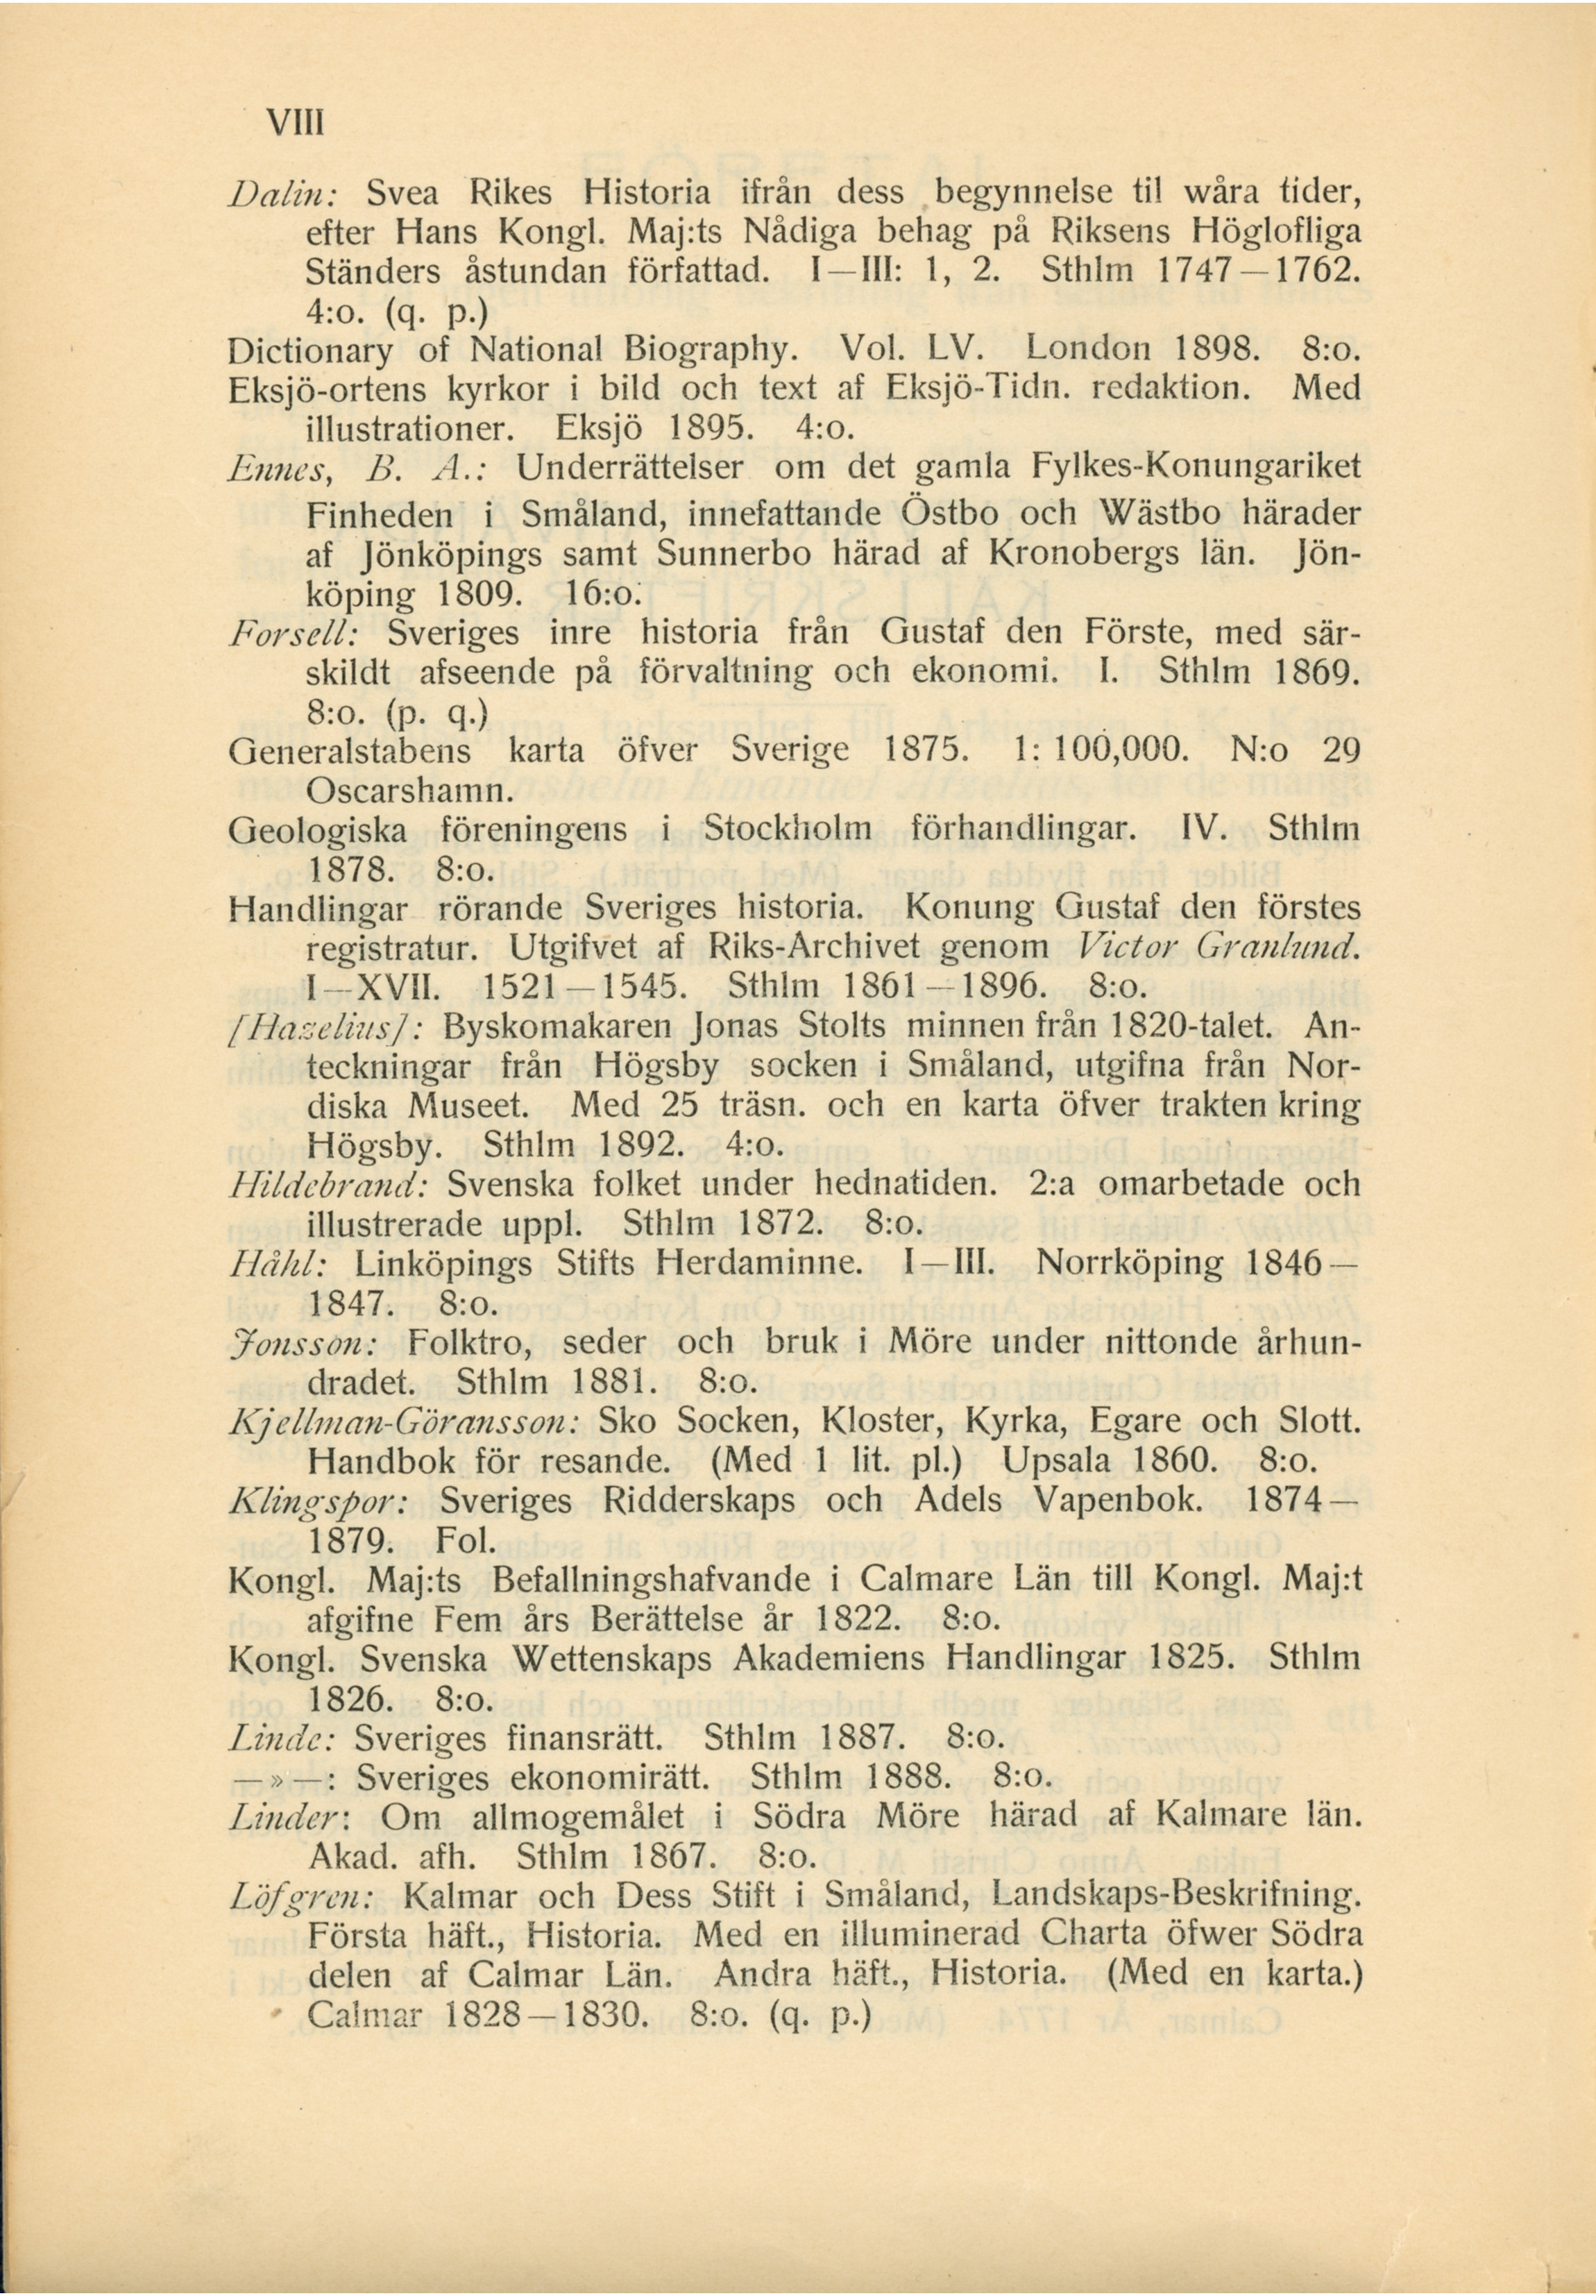 VIII
Dalin: Svea Rikes Historia ifrån dess begynnelse til wåra tider,
efter Hans Kongl. Maj:ts Nådiga behag på Riksens Höglofliga
Ständers åstundan författad. I—III: 1, 2. Sthlm 1747—1762.
4:o. (q. p.)
Dictionary of National Biography. Vol. LV. London 1898. 8:o.
Eksjö-ortens kyrkor i bild och text af Eksjö-Tidn. redaktion. Med
illustrationer. Eksjö 1895. 4:o.
Ennes, B. A.: Underrättelser om det gamla Fylkes-Konungariket
Finheden i Småland, innefattande Östbo och Wästbo härader
af Jönköpings samt Sunnerbo härad af Kronobergs län. Jön-
köping 1809. 16:o.
Forsell: Sveriges inre historia från Gustaf den Förste, med sär-
skildt afseende på förvaltning och ekonomi. I. Sthlm 1869.
8:o. (p. q.)
Generalstabens karta öfver Sverige 1875. 1: 100,000. N:o 29
Oscarshamn.
Geologiska föreningens i Stockholm förhandlingar. IV. Sthlm
1878. 8:o.
Handlingar rörande Sveriges historia. Konung Gustaf den förstes
registratur. Utgifvet af Riks-Archivet genom Victor Granlund.
I—XVII. 1521—1545. Sthlm 1861—1896. 8:o.
[Hazelius]: Byskomakaren Jonas Stolts minnen från 1820-talet. An-
teckningar från Högsby socken i Småland, utgifna från Nor-
diska Museet. Med 25 träsn. och en karta öfver trakten kring
Högsby. Sthlm 1892. 4:o.
Hildebrand: Svenska folket under hednatiden. 2:a omarbetade och
illustrerade uppl. Sthlm 1872. 8:o.
Håhl: Linköpings Stifts Herdaminne. I—III. Norrköping 1846—
1847. 8:o.
Jonsson: Folktro, seder och bruk i Möre under nittonde århun-
dradet. Sthlm 1881. 8:o.
Kjellman-Göransson: Sko Socken, Kloster, Kyrka, Egare och Slott.
Handbok för resande. (Med 1 lit. pl.) Upsala 1860. 8:o.
Klingspor: Sveriges Ridderskaps och Adels Vapenbok. 1874—
1879. Fol.
Kongl. Maj:ts Befallningshafvande i Calmare Län till Kongl. Maj:t
afgifne Fem års Berättelse år 1822. 8:o.
Kongl. Svenska Wettenskaps Akademiens Handlingar 1825. Sthlm
1826. 8:o.
Linde: Sveriges finansrätt. Sthlm 1887. 8:o.
—»—: Sveriges ekonomirätt. Sthlm 1888. 8:o.
Linder: Om allmogemålet i Södra Möre härad af Kalmare län.
Akad. afh. Sthlm 1867. 8:o.
Löfgren: Kalmar och Dess Stift i Småland, Landskaps-Beskrifning.
Första häft., Historia. Med en illuminerad Charta öfwer Södra
delen af Calmar Län. Andra häft., Historia. (Med en karta.)
Calmar 1828—1830. 8:o. (q. p.)